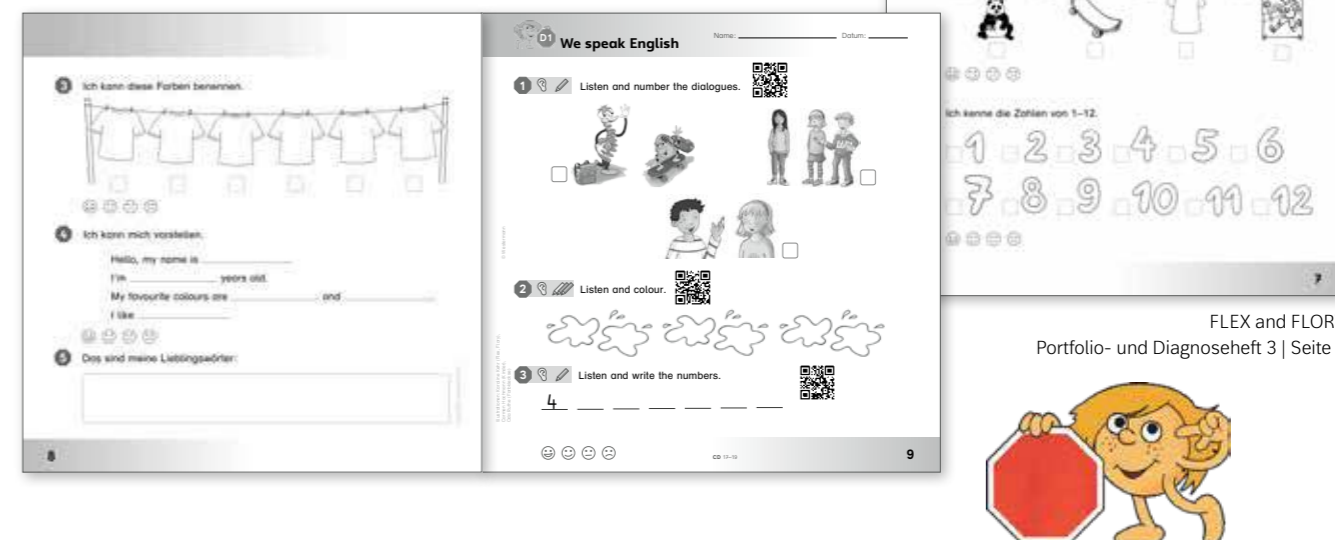 3 Ich kann diese Farben benennen.
4 Ich kann mich vorstellen.
Hello, my name is
I'm years old.
My favourite colours are and .
I like
5 Das sind meine Lieblingswörter:
8
D1 We speak English Name: Datum:
1 Listen and number the dialogues.
2 Listen and colour.
3 Listen and write the numbers.
4
CD 17–19
9
Ich kenne die Zahlen von 1–12.
1 2 3 4 5 6
7 8 9 10 11 12
7
FLEX and FLOR
Portfolio- und Diagnoseheft 3 | Seite